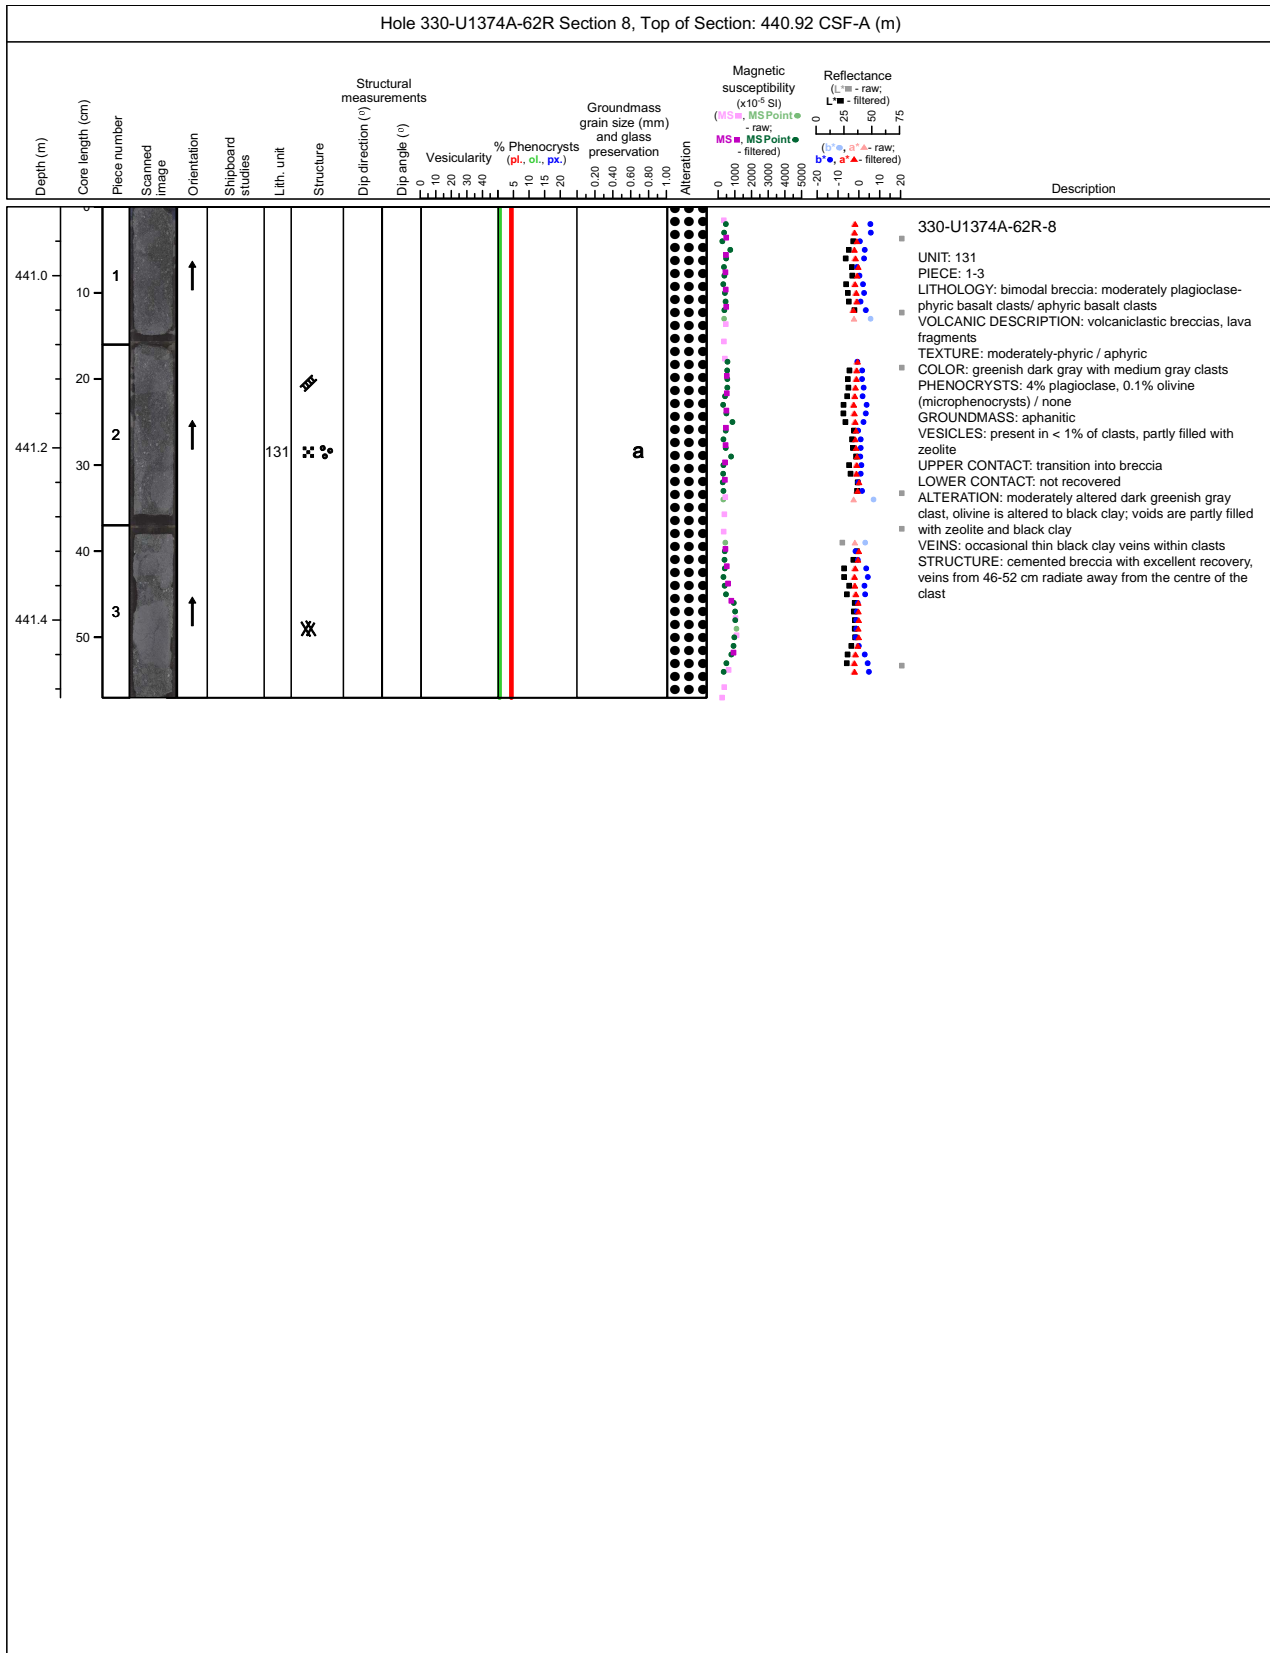 Hole 330-U1374A-62R Section 8, Top of Section: 440.92 CSF-A (m)
Depth (m)
Core length (cm)
Piece number
Scanned
image
Orientation
Shipboard
studies
Lith. unit
Structure
Structural
measurements
Dip direction (º)
Dip angle (º)
Vesicularity
0 10 20 30 40
% Phenocrysts
(pl., ol., px.)
5 10 15 20
Groundmass
grain size (mm)
and glass
preservation
0.20 0.40 0.60 0.80 1.00
Alteration
Magnetic
susceptibility
(x10⁻⁵ SI)
(MS■, MSPoint●
- raw;
MS■, MSPoint●
- filtered)
0 1000 2000 3000 4000 5000
Reflectance
(L*■ - raw;
L*■ - filtered)
0 25 50 75
(b*●, a*▲- raw;
b*●, a*▲- filtered)
-20 -10 0 10 20
Description
0
441.0
10
1
20
441.2
30
2
131
a
40
441.4
50
3
330-U1374A-62R-8
UNIT: 131
PIECE: 1-3
LITHOLOGY: bimodal breccia: moderately plagioclase-
phyric basalt clasts/ aphyric basalt clasts
VOLCANIC DESCRIPTION: volcaniclastic breccias, lava
fragments
TEXTURE: moderately-phyric / aphyric
COLOR: greenish dark gray with medium gray clasts
PHENOCRYSTS: 4% plagioclase, 0.1% olivine
(microphenocrysts) / none
GROUNDMASS: aphanitic
VESICLES: present in < 1% of clasts, partly filled with
zeolite
UPPER CONTACT: transition into breccia
LOWER CONTACT: not recovered
ALTERATION: moderately altered dark greenish gray
clast, olivine is altered to black clay; voids are partly filled
with zeolite and black clay
VEINS: occasional thin black clay veins within clasts
STRUCTURE: cemented breccia with excellent recovery,
veins from 46-52 cm radiate away from the centre of the
clast